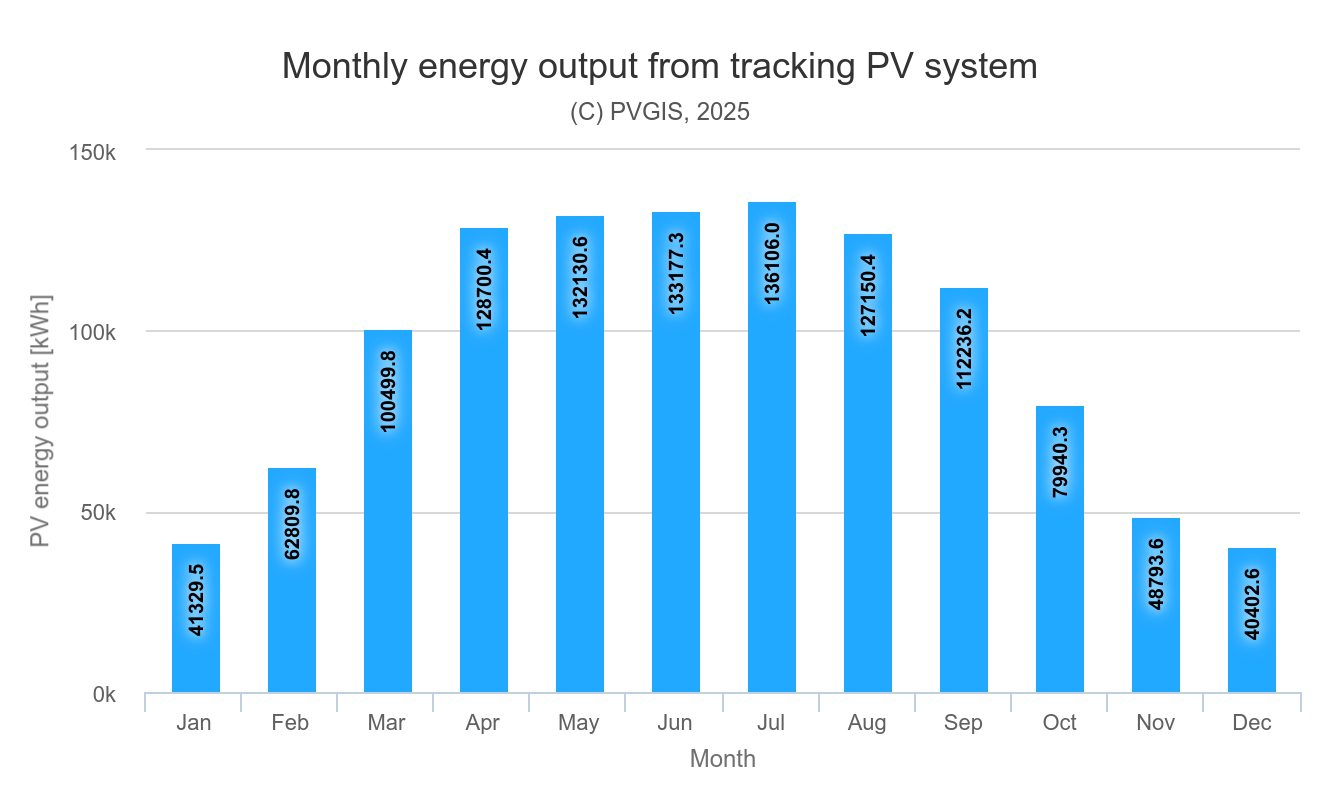 Monthly energy output from tracking PV system
(C) PVGIS, 2025
PV energy output [kWh]
150k
100k
50k
0k
41329.5
62809.8
100499.8
128700.4
132130.6
133177.3
136106.0
127150.4
112236.2
79940.3
48793.6
40402.6
Jan Feb Mar Apr May Jun Jul Aug Sep Oct Nov Dec
Month